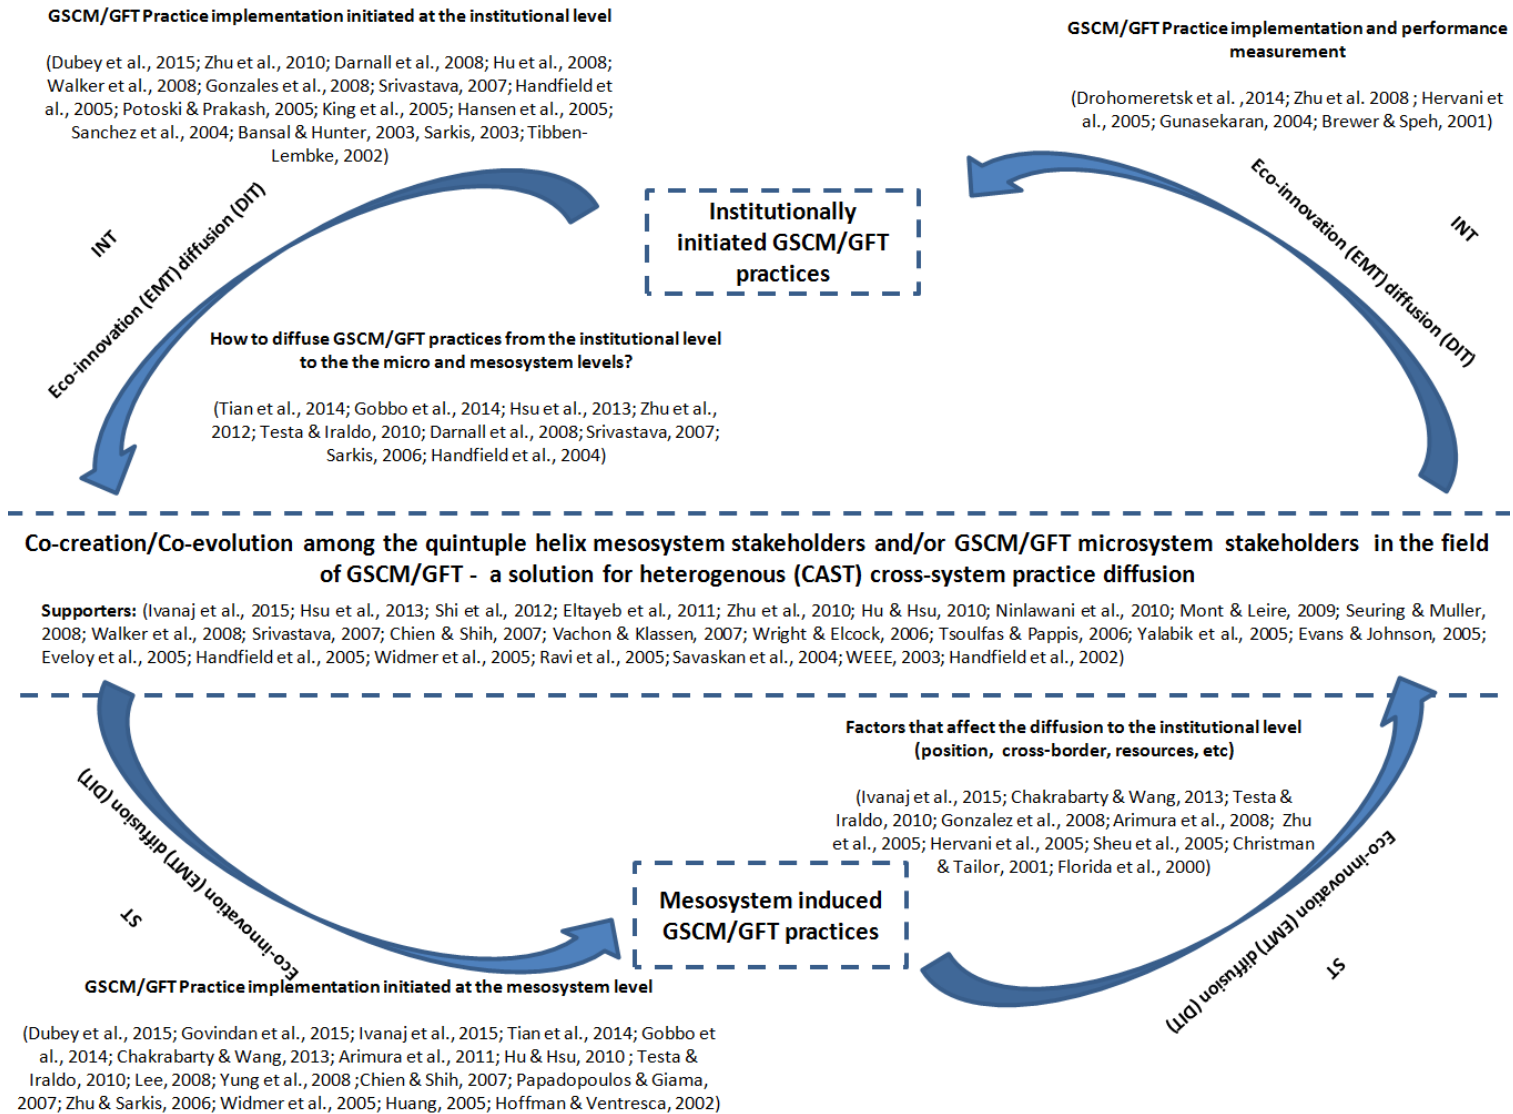 GSCM/GFT Practice implementation initiated at the institutional level
(Dubey et al., 2015; Zhu et al., 2010; Darnall et al., 2008; Hu et al., 2008;
Walker et al., 2008; Gonzales et al., 2008; Srivastava, 2007; Handfield et
al., 2005; Potoski & Prakash, 2005; King et al., 2005; Hansen et al., 2005;
Sanchez et al., 2004; Bansal & Hunter, 2003, Sarkis, 2003; Tibben-
Lembke, 2002)
GSCM/GFT Practice implementation and performance
measurement
(Drohomeretsk et al. ,2014; Zhu et al. 2008 ; Hervani et
al., 2005; Gunasekaran, 2004; Brewer & Speh, 2001)
INT
Eco-innovation (EMT) diffusion (DIT)
Institutionally
initiated GSCM/GFT
practices
Eco-innovation (EMT) diffusion (DIT)
INT
How to diffuse GSCM/GFT practices from the institutional level
to the the micro and mesosystem levels?
(Tian et al., 2014; Gobbo et al., 2014; Hsu et al., 2013; Zhu et al.,
2012; Testa & Iraldo, 2010; Darnall et al., 2008; Srivastava, 2007;
Sarkis, 2006; Handfield et al., 2004)
Co-creation/Co-evolution among the quintuple helix mesosystem stakeholders and/or GSCM/GFT microsystem stakeholders in the field
of GSCM/GFT - a solution for heterogenous (CAST) cross-system practice diffusion
Supporters: (Ivanaj et al., 2015; Hsu et al., 2013; Shi et al., 2012; Eltayeb et al., 2011; Zhu et al., 2010; Hu & Hsu, 2010; Ninlawani et al., 2010; Mont & Leire, 2009; Seuring & Muller,
2008; Walker et al., 2008; Srivastava, 2007; Chien & Shih, 2007; Vachon & Klassen, 2007; Wright & Elcock, 2006; Tsoulfas & Pappis, 2006; Yalabik et al., 2005; Evans & Johnson, 2005;
Eveloy et al., 2005; Handfield et al., 2005; Widmer et al., 2005; Ravi et al., 2005; Savaskan et al., 2004; WEEE, 2003; Handfield et al., 2002)
Eco-innovation (EMT) diffusion (DIT)
ST
Factors that affect the diffusion to the institutional level
(position, cross-border, resources, etc)
(Ivanaj et al., 2015; Chakrabarty & Wang, 2013; Testa &
Iraldo, 2010; Gonzalez et al., 2008; Arimura et al., 2008; Zhu
et al., 2005; Hervani et al., 2005; Sheu et al., 2005; Christman
& Tailor, 2001; Florida et al., 2000)
Mesosystem induced
GSCM/GFT practices
Eco-innovation (EMT) diffusion (DIT)
ST
GSCM/GFT Practice implementation initiated at the mesosystem level
(Dubey et al., 2015; Govindan et al., 2015; Ivanaj et al., 2015; Tian et al., 2014; Gobbo et
al., 2014; Chakrabarty & Wang, 2013; Arimura et al., 2011; Hu & Hsu, 2010 ; Testa &
Iraldo, 2010; Lee, 2008; Yung et al., 2008 ;Chien & Shih, 2007; Papadopoulos & Giama,
2007; Zhu & Sarkis, 2006; Widmer et al., 2005; Huang, 2005; Hoffman & Ventresca, 2002)